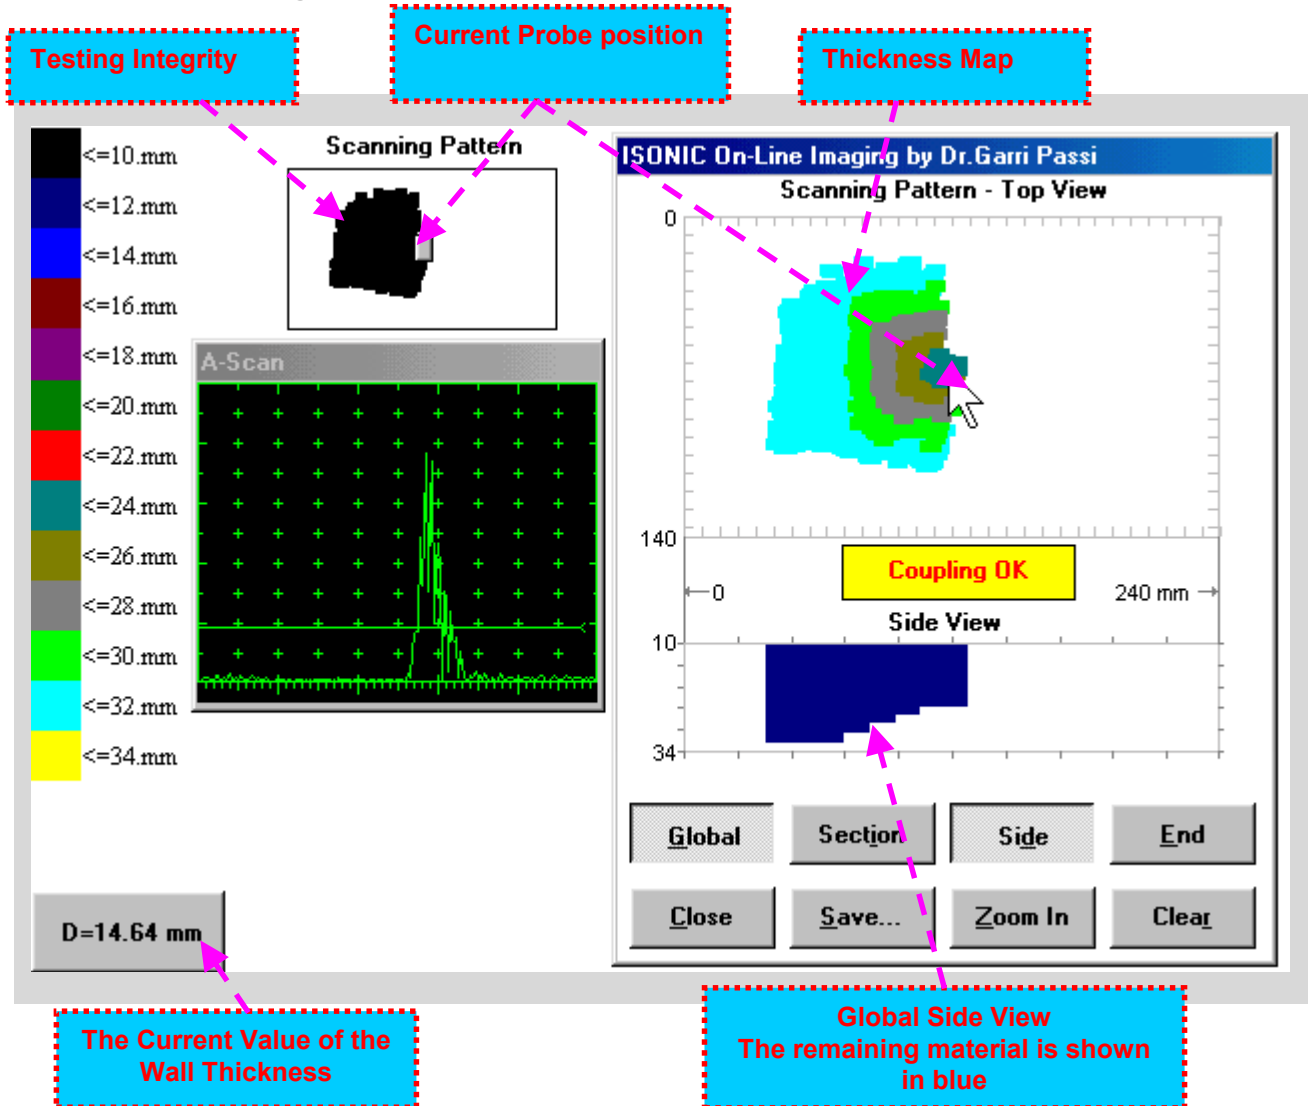 Testing Integrity
Current Probe position
Thickness Map
<=10.mm
<=12.mm
<=14.mm
<=16.mm
<=18.mm
<=20.mm
<=22.mm
<=24.mm
<=26.mm
<=28.mm
<=30.mm
<=32.mm
<=34.mm
Scanning Pattern
A-Scan
D=14.64 mm
ISONIC On-Line Imaging by Dr.Garri Passi
Scanning Pattern - Top View
0
140
Coupling OK
0
240 mm
Side View
10
34
Global
Section
Side
End
Close
Save...
Zoom In
Clear
The Current Value of the
Wall Thickness
Global Side View
The remaining material is shown
in blue